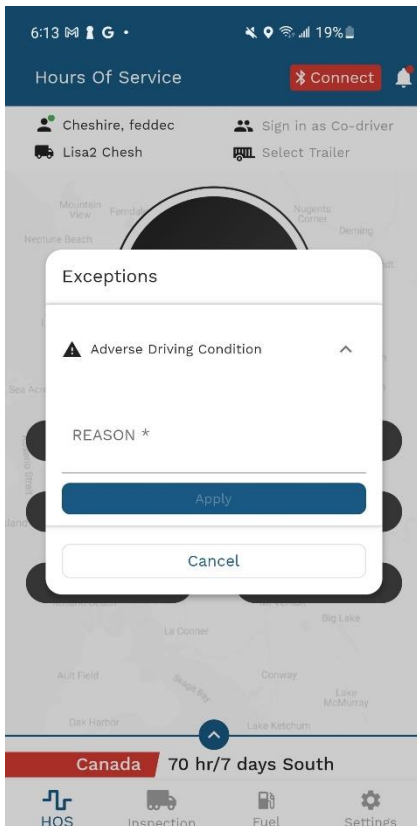 6:13 M G •
19%
Hours Of Service
Connect
Cheshire, feddec
Sign in as Co-driver
Lisa2 Chesh
Select Trailer
Mountain View
Ferndale
Nugents Corner
Deming
Neptune Beach
Exceptions
Adverse Driving Condition
REASON *
Apply
Cancel
Big Lake
La Conner
Ault Field
Skagit Bay
Conway
Lake McMurray
Oak Harbor
Lake Ketchum
Canada 70 hr/7 days South
HOS
Inspection
Fuel
Settings